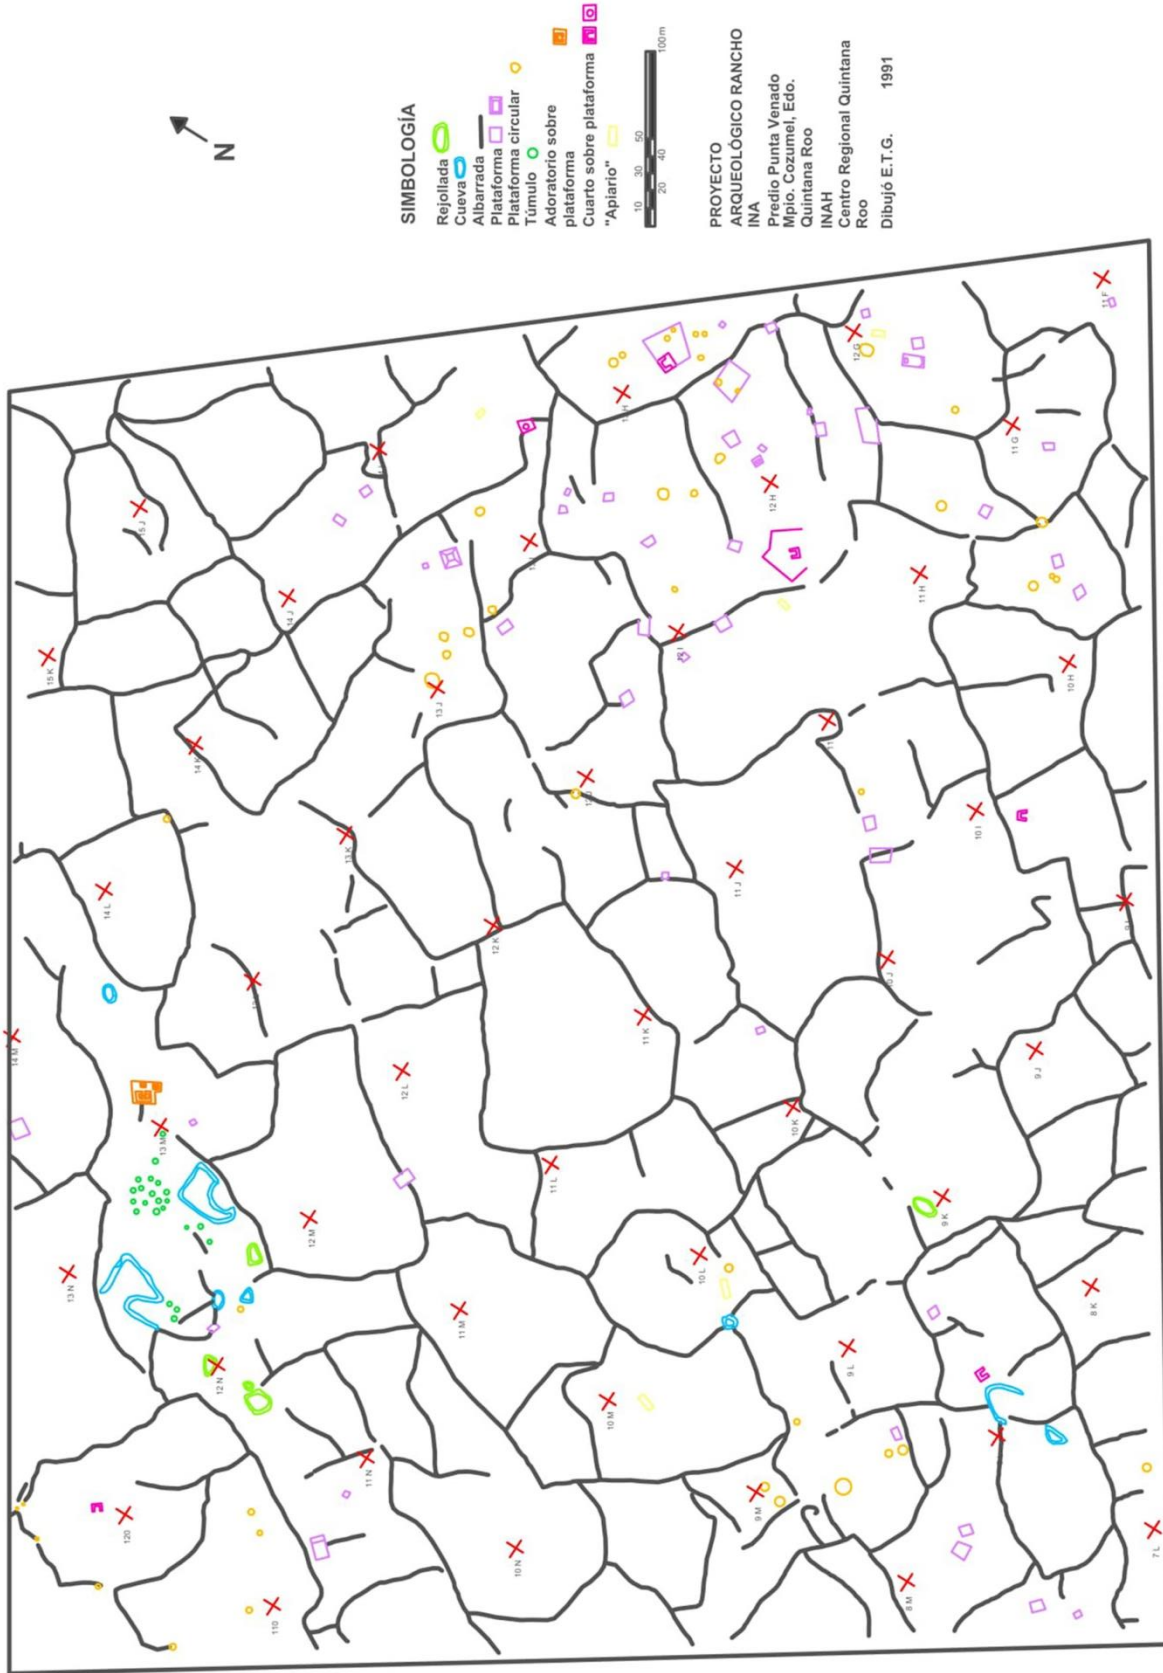 SIMBOLOGÍA
Rejollada
Cueva
Albarrada
Plataforma
Plataforma circular
Túmulo
Adoratorio sobre
plataforma
Cuarto sobre plataforma
"Apiario"
10 30 50
20 40 100m
PROYECTO
ARQUEOLÓGICO RANCHO
INA
Predio Punta Venado
Mpio. Cozumel, Edo.
Quintana Roo
INAH
Centro Regional Quintana
Roo
Dibujó E.T.G. 1991
N
15 J
15 K
14 J
14 K
14 L
14 M
13 J
13 K
13 M
13 N
12 G
12 H
12 K
12 L
12 M
12 N
120
11 F
11 G
11 H
11 J
11 K
11 L
11 M
11 N
110
10 H
10 I
10 K
10 L
10 M
10 N
9 J
9 K
9 L
9 M
8 K
8 M
7 L